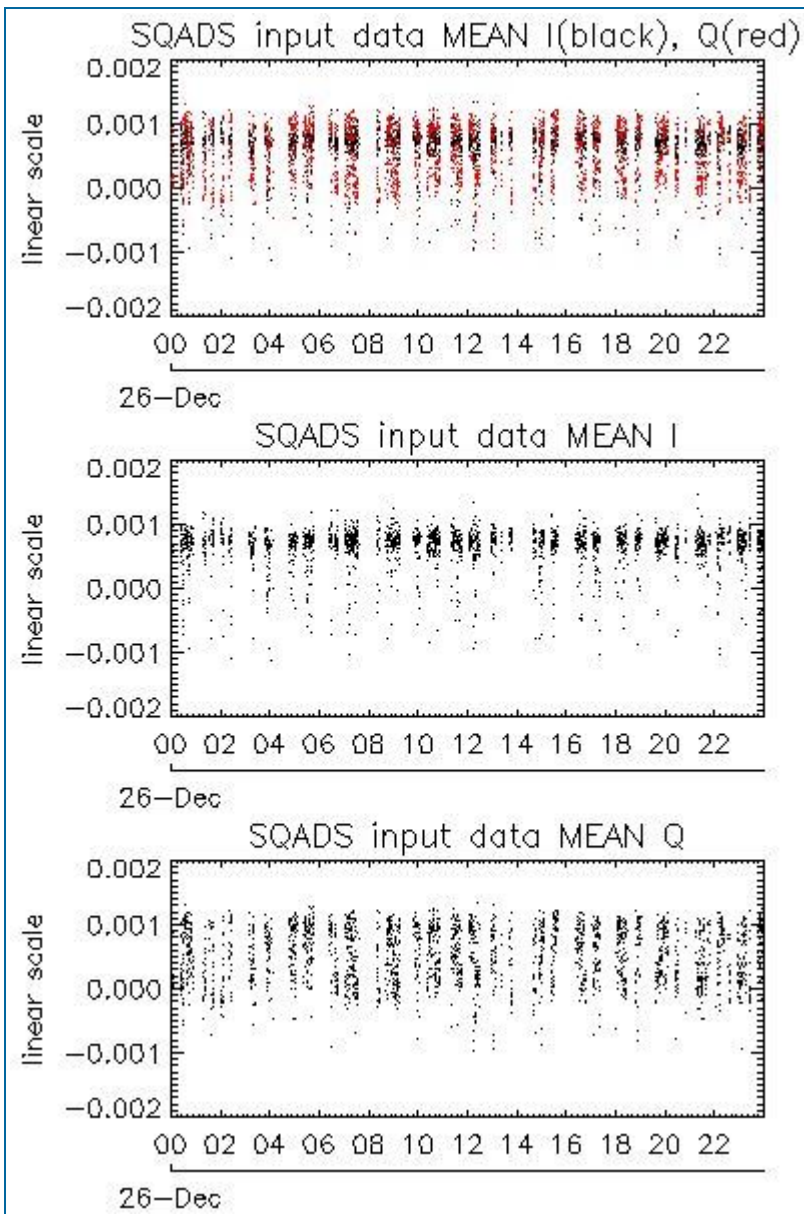 SQADS input data MEAN I(black), Q(red)
0.002
0.001
0.000
-0.001
-0.002
linear scale
00 02 04 06 08 10 12 14 16 18 20 22
26-Dec
SQADS input data MEAN I
0.002
0.001
0.000
-0.001
-0.002
linear scale
00 02 04 06 08 10 12 14 16 18 20 22
26-Dec
SQADS input data MEAN Q
0.002
0.001
0.000
-0.001
-0.002
linear scale
00 02 04 06 08 10 12 14 16 18 20 22
26-Dec